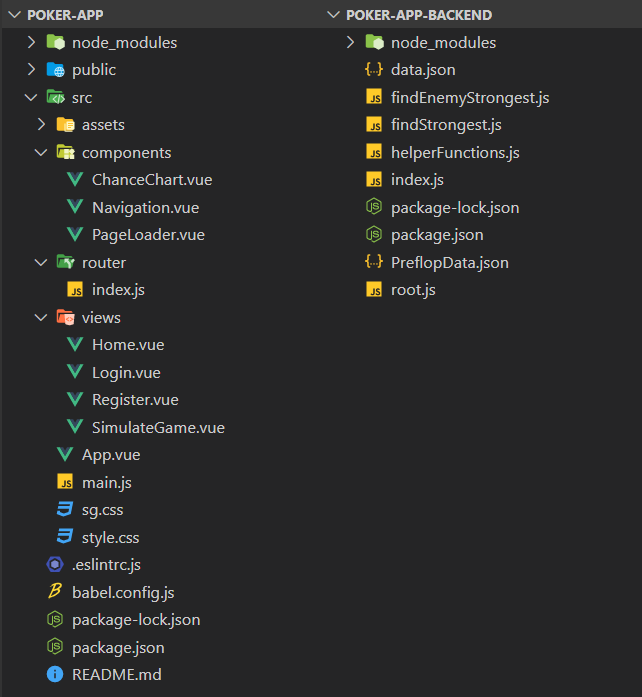 POKER-APP
node_modules
public
src
assets
components
ChanceChart.vue
Navigation.vue
PageLoader.vue
router
index.js
views
Home.vue
Login.vue
Register.vue
SimulateGame.vue
App.vue
main.js
sg.css
style.css
.eslintrc.js
babel.config.js
package-lock.json
package.json
README.md
POKER-APP-BACKEND
node_modules
data.json
findEnemyStrongest.js
findStrongest.js
helperFunctions.js
index.js
package-lock.json
package.json
PreflopData.json
root.js